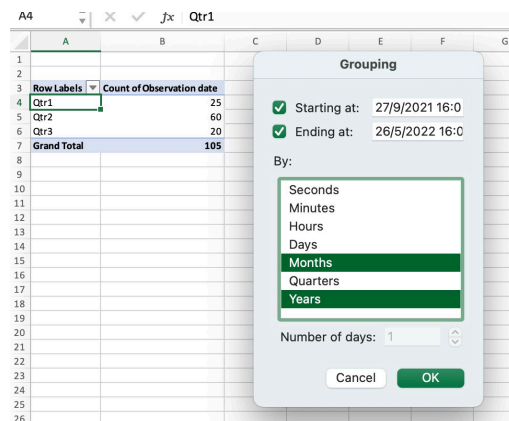 A4 fx Qtr1
A B C D E F G
1
2
3 Row Labels Count of Observation date
4 Qtr1 25
5 Qtr2 60
6 Qtr3 20
7 Grand Total 105
8
9
10
11
12
13
14
15
16
17
18
19
20
21
22
23
24
25
26
Grouping
Starting at: 27/9/2021 16:0
Ending at: 26/5/2022 16:0
By:
Seconds
Minutes
Hours
Days
Months
Quarters
Years
Number of days: 1
Cancel OK